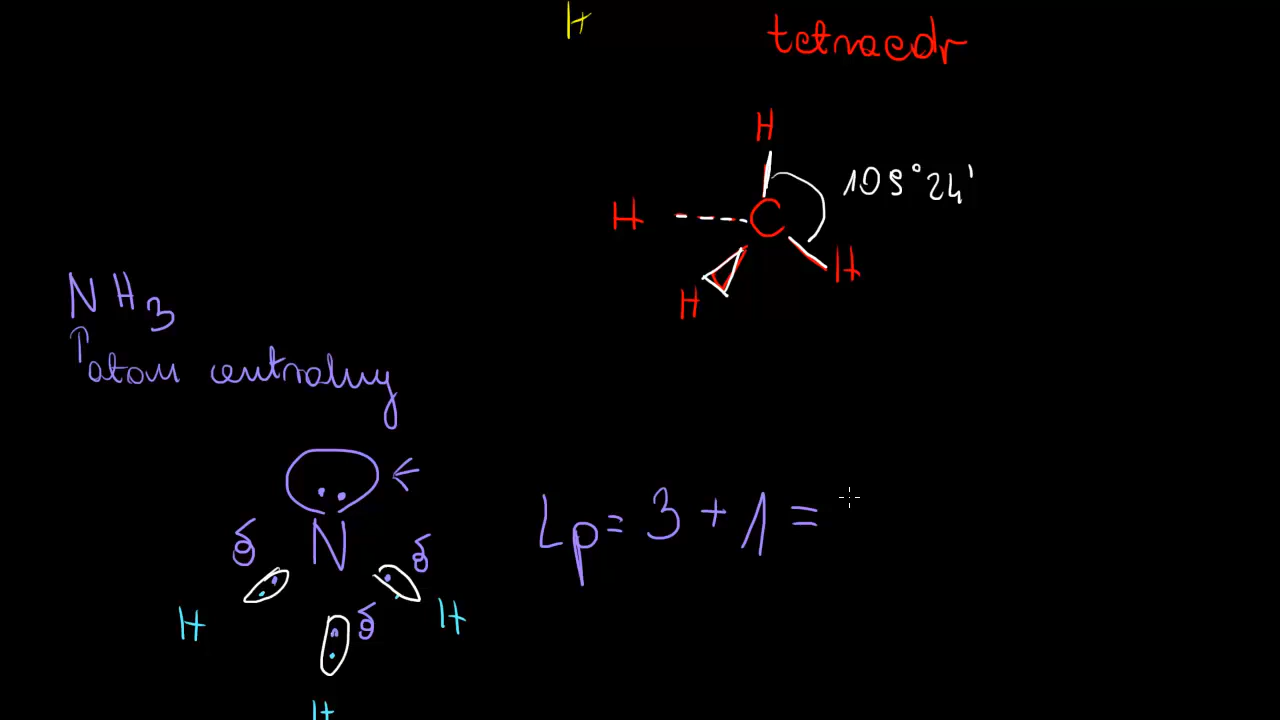 H
tetraedr
H
109°24'
H
C
H
H
NH3
↑atom centralny
Lp = 3 + 1 =
N
δ
δ
H
δ
H
H